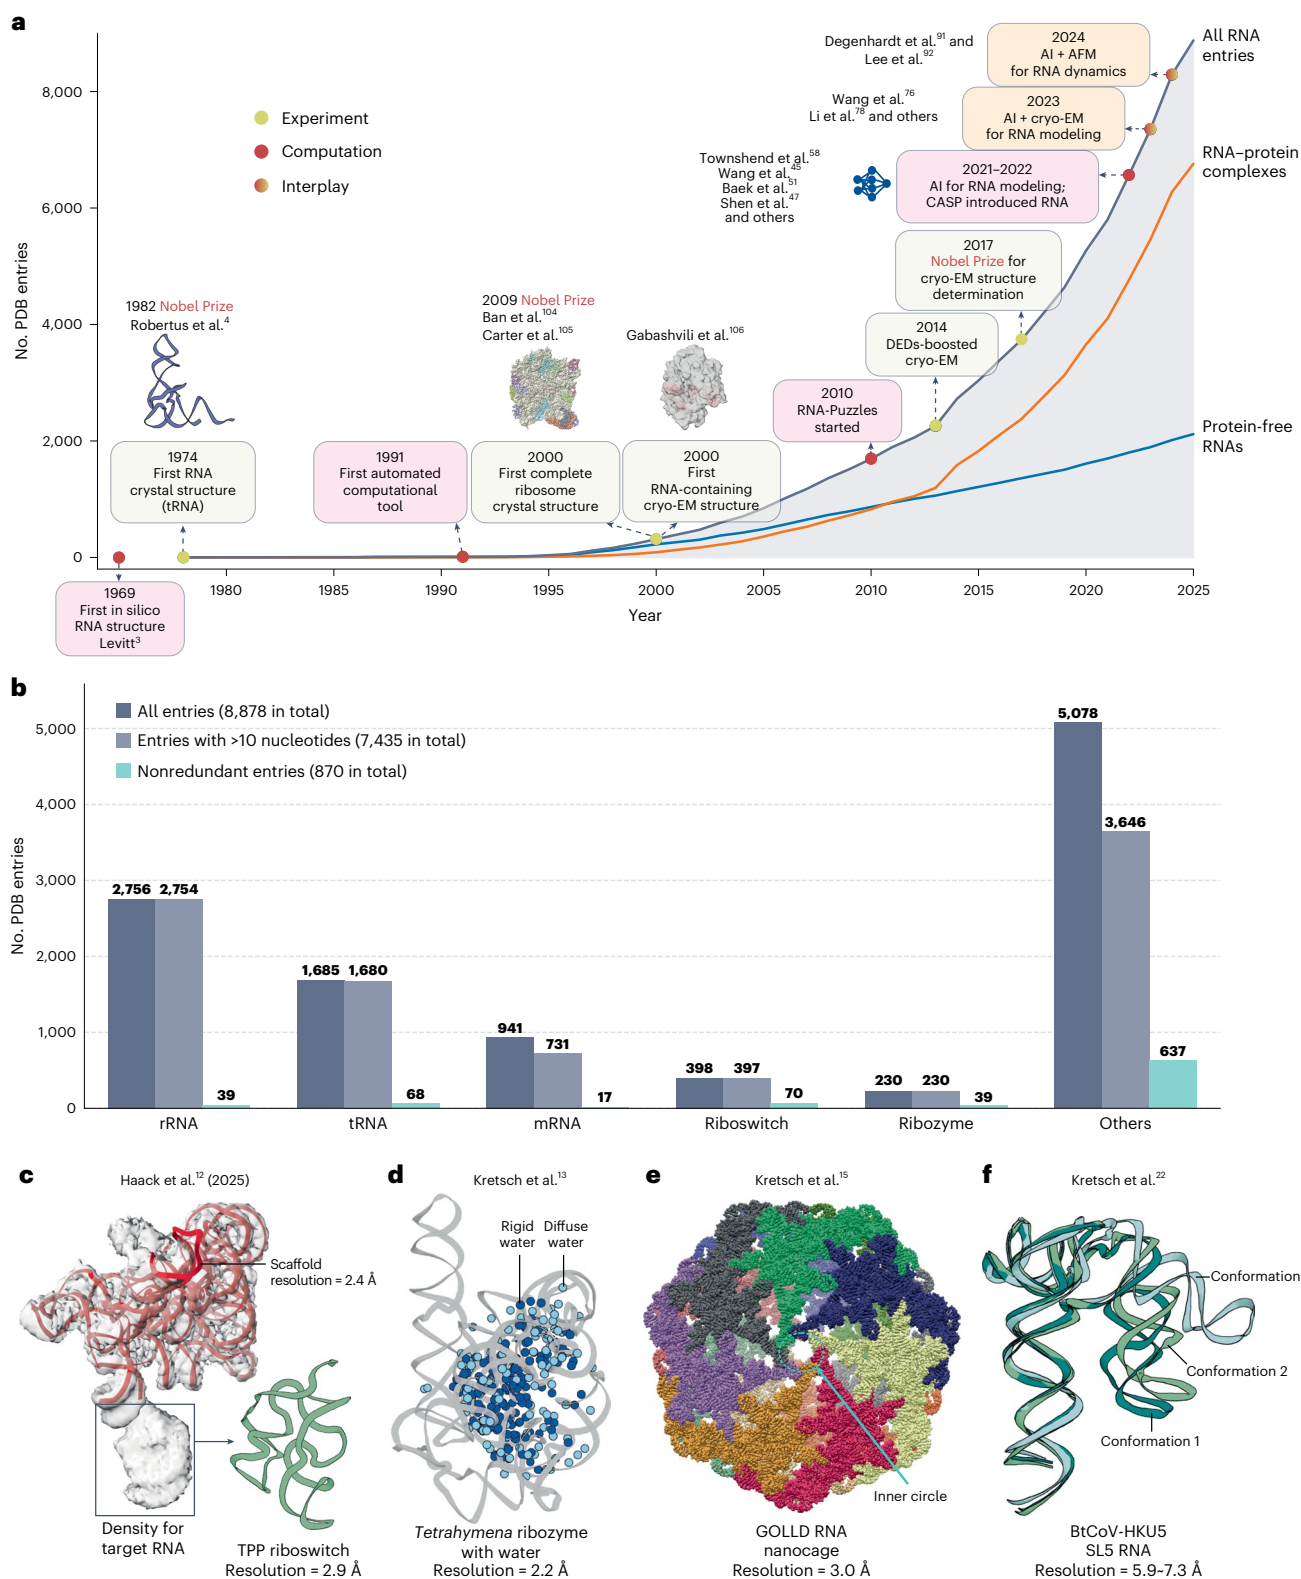 a
No. PDB entries
8,000
6,000
4,000
2,000
0
Experiment
Computation
Interplay
1982 Nobel Prize
Robertus et al.4
1974
First RNA
crystal structure
(tRNA)
1969
First in silico
RNA structure
Levitt3
1991
First automated
computational
tool
2009 Nobel Prize
Ban et al.104
Carter et al.105
2000
First complete
ribosome
crystal structure
Gabashvili et al.106
2000
First
RNA-containing
cryo-EM structure
2010
RNA-Puzzles
started
2014
DEDs-boosted
cryo-EM
2017
Nobel Prize for
cryo-EM structure
determination
Townshend et al.58
Wang et al.45
Baek et al.51
Shen et al.47
and others
2021–2022
AI for RNA modeling;
CASP introduced RNA
Wang et al.76
Li et al.78 and others
2023
AI + cryo-EM
for RNA modeling
Degenhardt et al.91 and
Lee et al.92
2024
AI + AFM
for RNA dynamics
All RNA
entries
RNA–protein
complexes
Protein-free
RNAs
1980
1985
1990
1995
2000
2005
2010
2015
2020
2025
Year
b
No. PDB entries
5,000
4,000
3,000
2,000
1,000
0
All entries (8,878 in total)
Entries with >10 nucleotides (7,435 in total)
Nonredundant entries (870 in total)
2,756
2,754
39
1,685
1,680
68
941
731
17
398
397
70
230
230
39
5,078
3,646
637
rRNA
tRNA
mRNA
Riboswitch
Ribozyme
Others
c
Haack et al.12 (2025)
Scaffold
resolution = 2.4 Å
Density for
target RNA
TPP riboswitch
Resolution = 2.9 Å
d
Kretsch et al.13
Rigid
water
Diffuse
water
Tetrahymena ribozyme
with water
Resolution = 2.2 Å
e
Kretsch et al.15
Inner circle
GOLLD RNA
nanocage
Resolution = 3.0 Å
f
Kretsch et al.22
Conformation
Conformation 2
Conformation 1
BtCoV-HKU5
SL5 RNA
Resolution = 5.9~7.3 Å